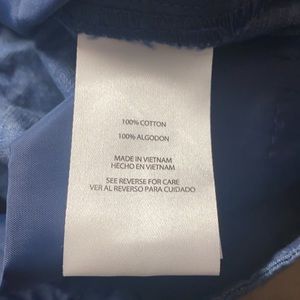 100% COTTON
100% ALGODON
MADE IN VIETNAM
HECHO EN VIETNAM
SEE REVERSE FOR CARE
VER AL REVERSO PARA CUIDADO